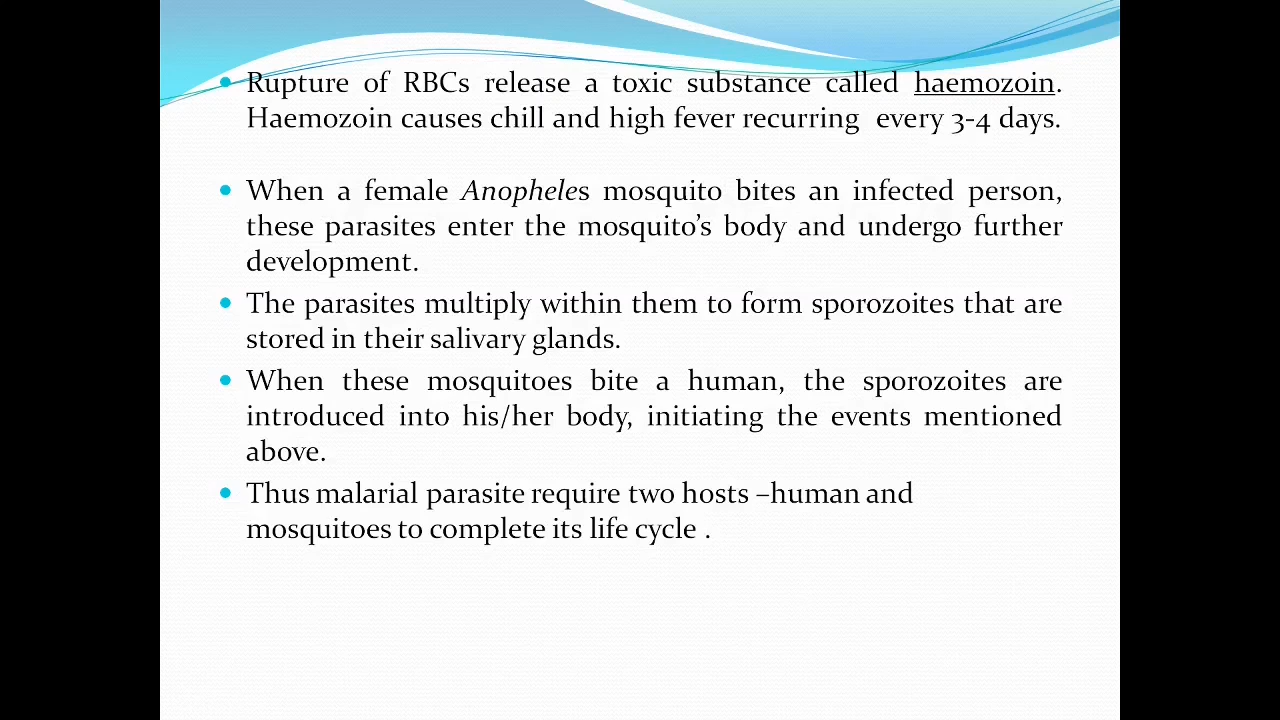 • Rupture of RBCs release a toxic substance called haemozoin.
Haemozoin causes chill and high fever recurring every 3-4 days.
• When a female Anopheles mosquito bites an infected person,
these parasites enter the mosquito's body and undergo further
development.
• The parasites multiply within them to form sporozoites that are
stored in their salivary glands.
• When these mosquitoes bite a human, the sporozoites are
introduced into his/her body, initiating the events mentioned
above.
• Thus malarial parasite require two hosts –human and
mosquitoes to complete its life cycle .